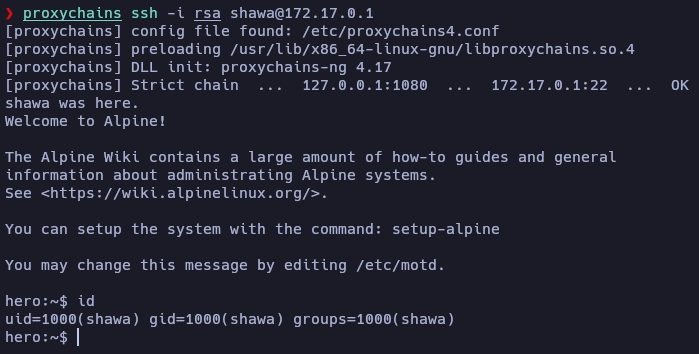 ❯ proxychains ssh -i rsa shawa@172.17.0.1
[proxychains] config file found: /etc/proxychains4.conf
[proxychains] preloading /usr/lib/x86_64-linux-gnu/libproxychains.so.4
[proxychains] DLL init: proxychains-ng 4.17
[proxychains] Strict chain  ...  127.0.0.1:1080  ...  172.17.0.1:22  ...  OK
shawa was here.
Welcome to Alpine!

The Alpine Wiki contains a large amount of how-to guides and general
information about administrating Alpine systems.
See <https://wiki.alpinelinux.org/>.

You can setup the system with the command: setup-alpine

You may change this message by editing /etc/motd.

hero:~$ id
uid=1000(shawa) gid=1000(shawa) groups=1000(shawa)
hero:~$